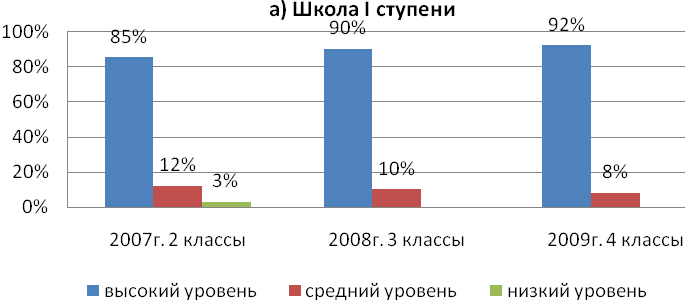 а) Школа I ступени
100%
80%
60%
40%
20%
0%
85%
12%
3%
90%
10%
92%
8%
2007г. 2 классы
2008г. 3 классы
2009г. 4 классы
высокий уровень
средний уровень
низкий уровень